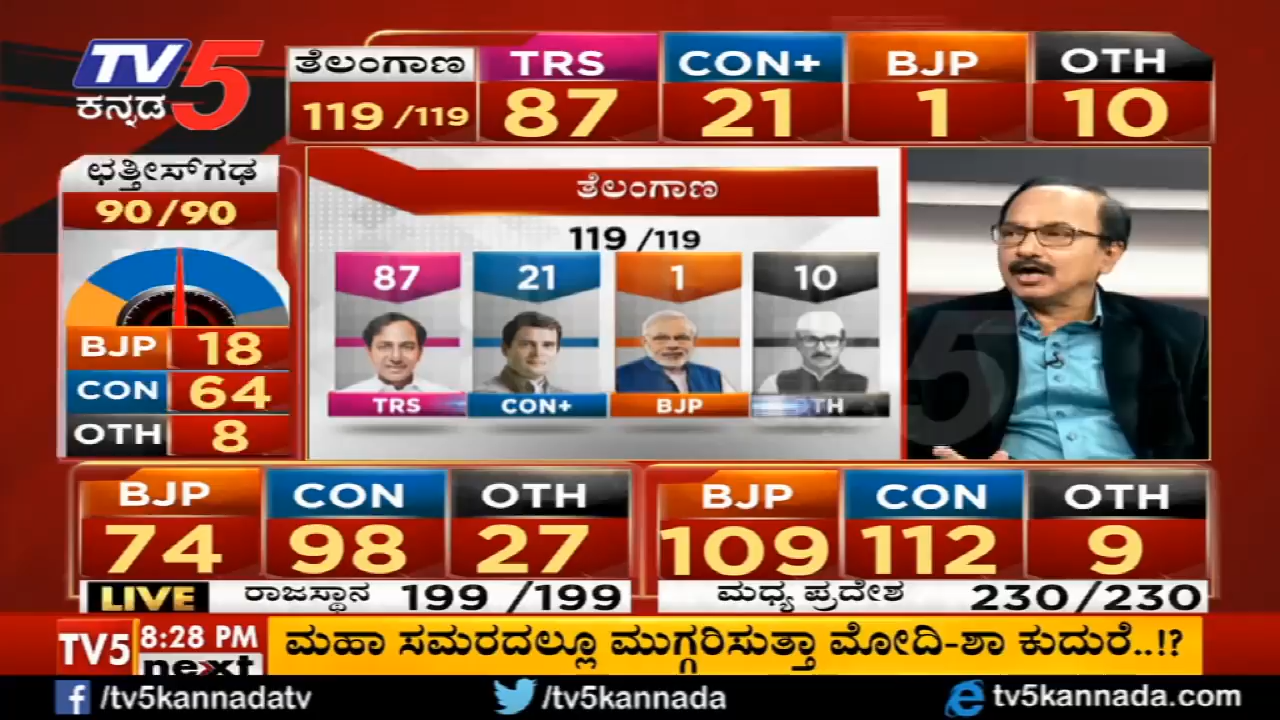 TV5
ಕನ್ನಡ
ತೆಲಂಗಾಣ
119 /119
TRS
87
CON+
21
BJP
1
OTH
10
ಛತ್ತೀಸ್‌ಗಢ
90/90
BJP 18
CON 64
OTH 8
ತೆಲಂಗಾಣ
119 /119
87 21 1 10
TRS CON+ BJP TH
BJP CON OTH
74 98 27
LIVE ರಾಜಸ್ಥಾನ 199 /199
BJP CON OTH
109 112 9
ಮಧ್ಯ ಪ್ರದೇಶ 230/230
TV5 8:28 PM
next
ಮಹಾ ಸಮರದಲ್ಲೂ ಮುಗ್ಗರಿಸುತ್ತಾ ಮೋದಿ-ಶಾ ಕುದುರೆ..!?
/tv5kannadatv /tv5kannada tv5kannada.com